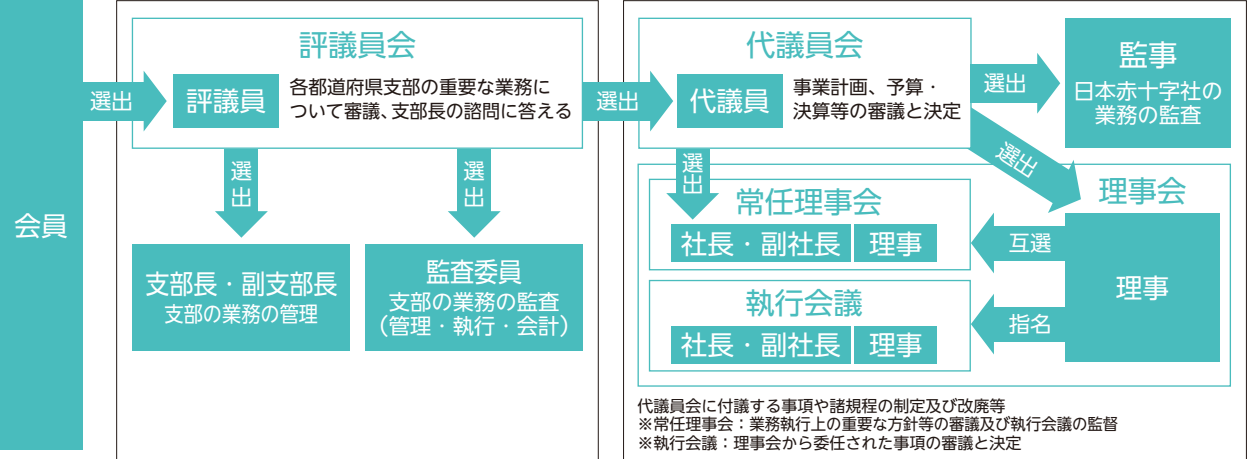 会員
選出
評議員会
評議員
各都道府県支部の重要な業務に
ついて審議、支部長の諮問に答える
選出
支部長・副支部長
支部の業務の管理
選出
監査委員
支部の業務の監査
(管理・執行・会計)
選出
代議員会
代議員
事業計画、予算・
決算等の審議と決定
選出
監事
日本赤十字社の
業務の監査
選出
選出
理事会
理事
常任理事会
社長・副社長
理事
互選
執行会議
社長・副社長
理事
指名
代議員会に付議する事項や諸規程の制定及び改廃等
※常任理事会：業務執行上の重要な方針等の審議及び執行会議の監督
※執行会議：理事会から委任された事項の審議と決定